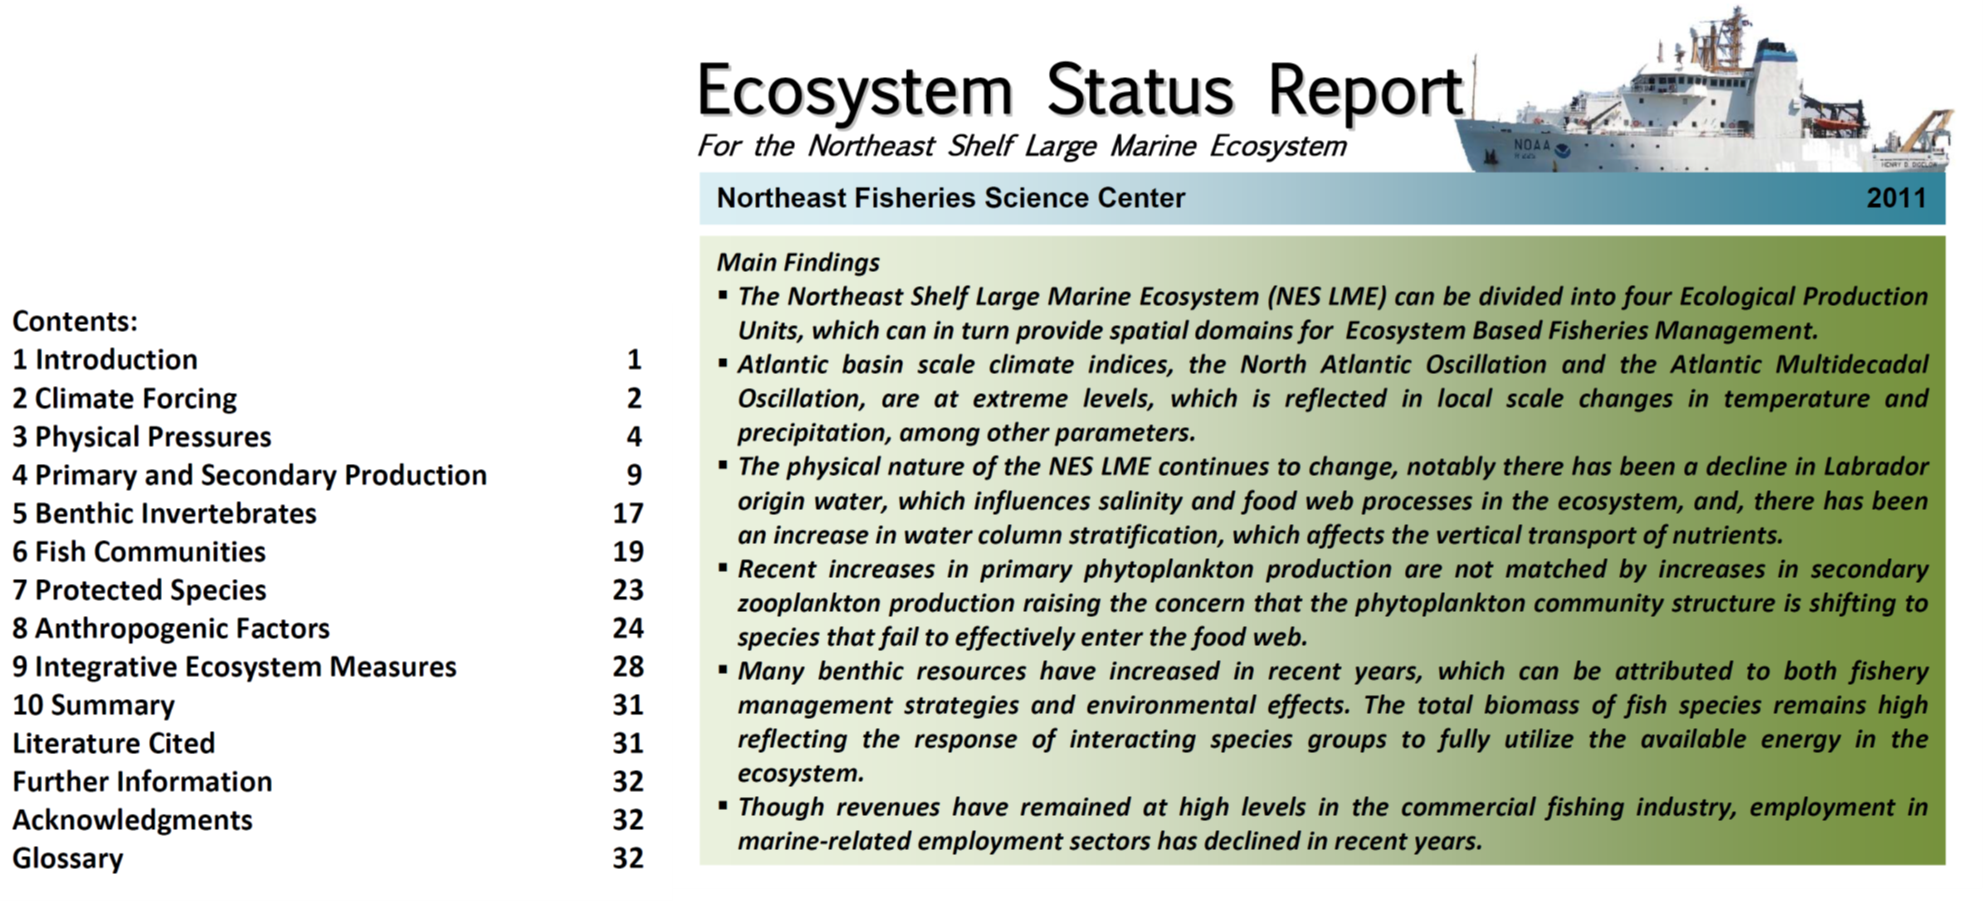 Ecosystem Status Report
For the Northeast Shelf Large Marine Ecosystem
NOAA
Northeast Fisheries Science Center 2011
Contents:
1 Introduction 1
2 Climate Forcing 2
3 Physical Pressures 4
4 Primary and Secondary Production 9
5 Benthic Invertebrates 17
6 Fish Communities 19
7 Protected Species 23
8 Anthropogenic Factors 24
9 Integrative Ecosystem Measures 28
10 Summary 31
Literature Cited 31
Further Information 32
Acknowledgments 32
Glossary 32
Main Findings
▪ The Northeast Shelf Large Marine Ecosystem (NES LME) can be divided into four Ecological Production
Units, which can in turn provide spatial domains for Ecosystem Based Fisheries Management.
▪ Atlantic basin scale climate indices, the North Atlantic Oscillation and the Atlantic Multidecadal
Oscillation, are at extreme levels, which is reflected in local scale changes in temperature and
precipitation, among other parameters.
▪ The physical nature of the NES LME continues to change, notably there has been a decline in Labrador
origin water, which influences salinity and food web processes in the ecosystem, and, there has been
an increase in water column stratification, which affects the vertical transport of nutrients.
▪ Recent increases in primary phytoplankton production are not matched by increases in secondary
zooplankton production raising the concern that the phytoplankton community structure is shifting to
species that fail to effectively enter the food web.
▪ Many benthic resources have increased in recent years, which can be attributed to both fishery
management strategies and environmental effects. The total biomass of fish species remains high
reflecting the response of interacting species groups to fully utilize the available energy in the
ecosystem.
▪ Though revenues have remained at high levels in the commercial fishing industry, employment in
marine-related employment sectors has declined in recent years.